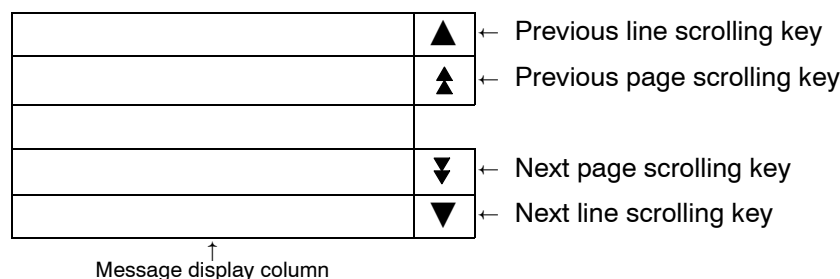 ▲ ← Previous line scrolling key
← Previous page scrolling key
← Next page scrolling key
▼ ← Next line scrolling key
↑
Message display column